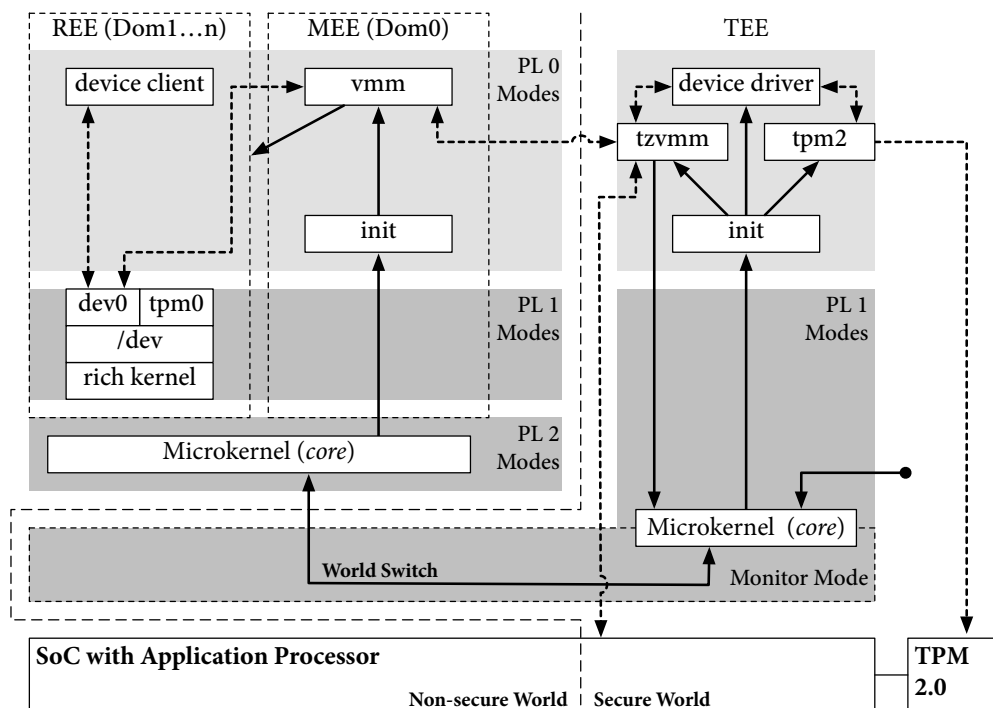 REE (Dom1…n)
MEE (Dom0)
TEE
device client
vmm
PL 0
Modes
device driver
tzvmm
tpm2
init
init
dev0
tpm0
/dev
rich kernel
PL 1
Modes
PL 1
Modes
Microkernel (core)
PL 2
Modes
Microkernel (core)
World Switch
Monitor Mode
SoC with Application Processor
Non-secure World
Secure World
TPM
2.0